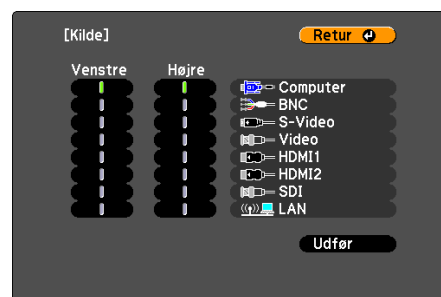 [Kilde] Retur
Venstre Højre
Computer
BNC
S-Video
Video
HDMI1
HDMI2
SDI
LAN
Udfør